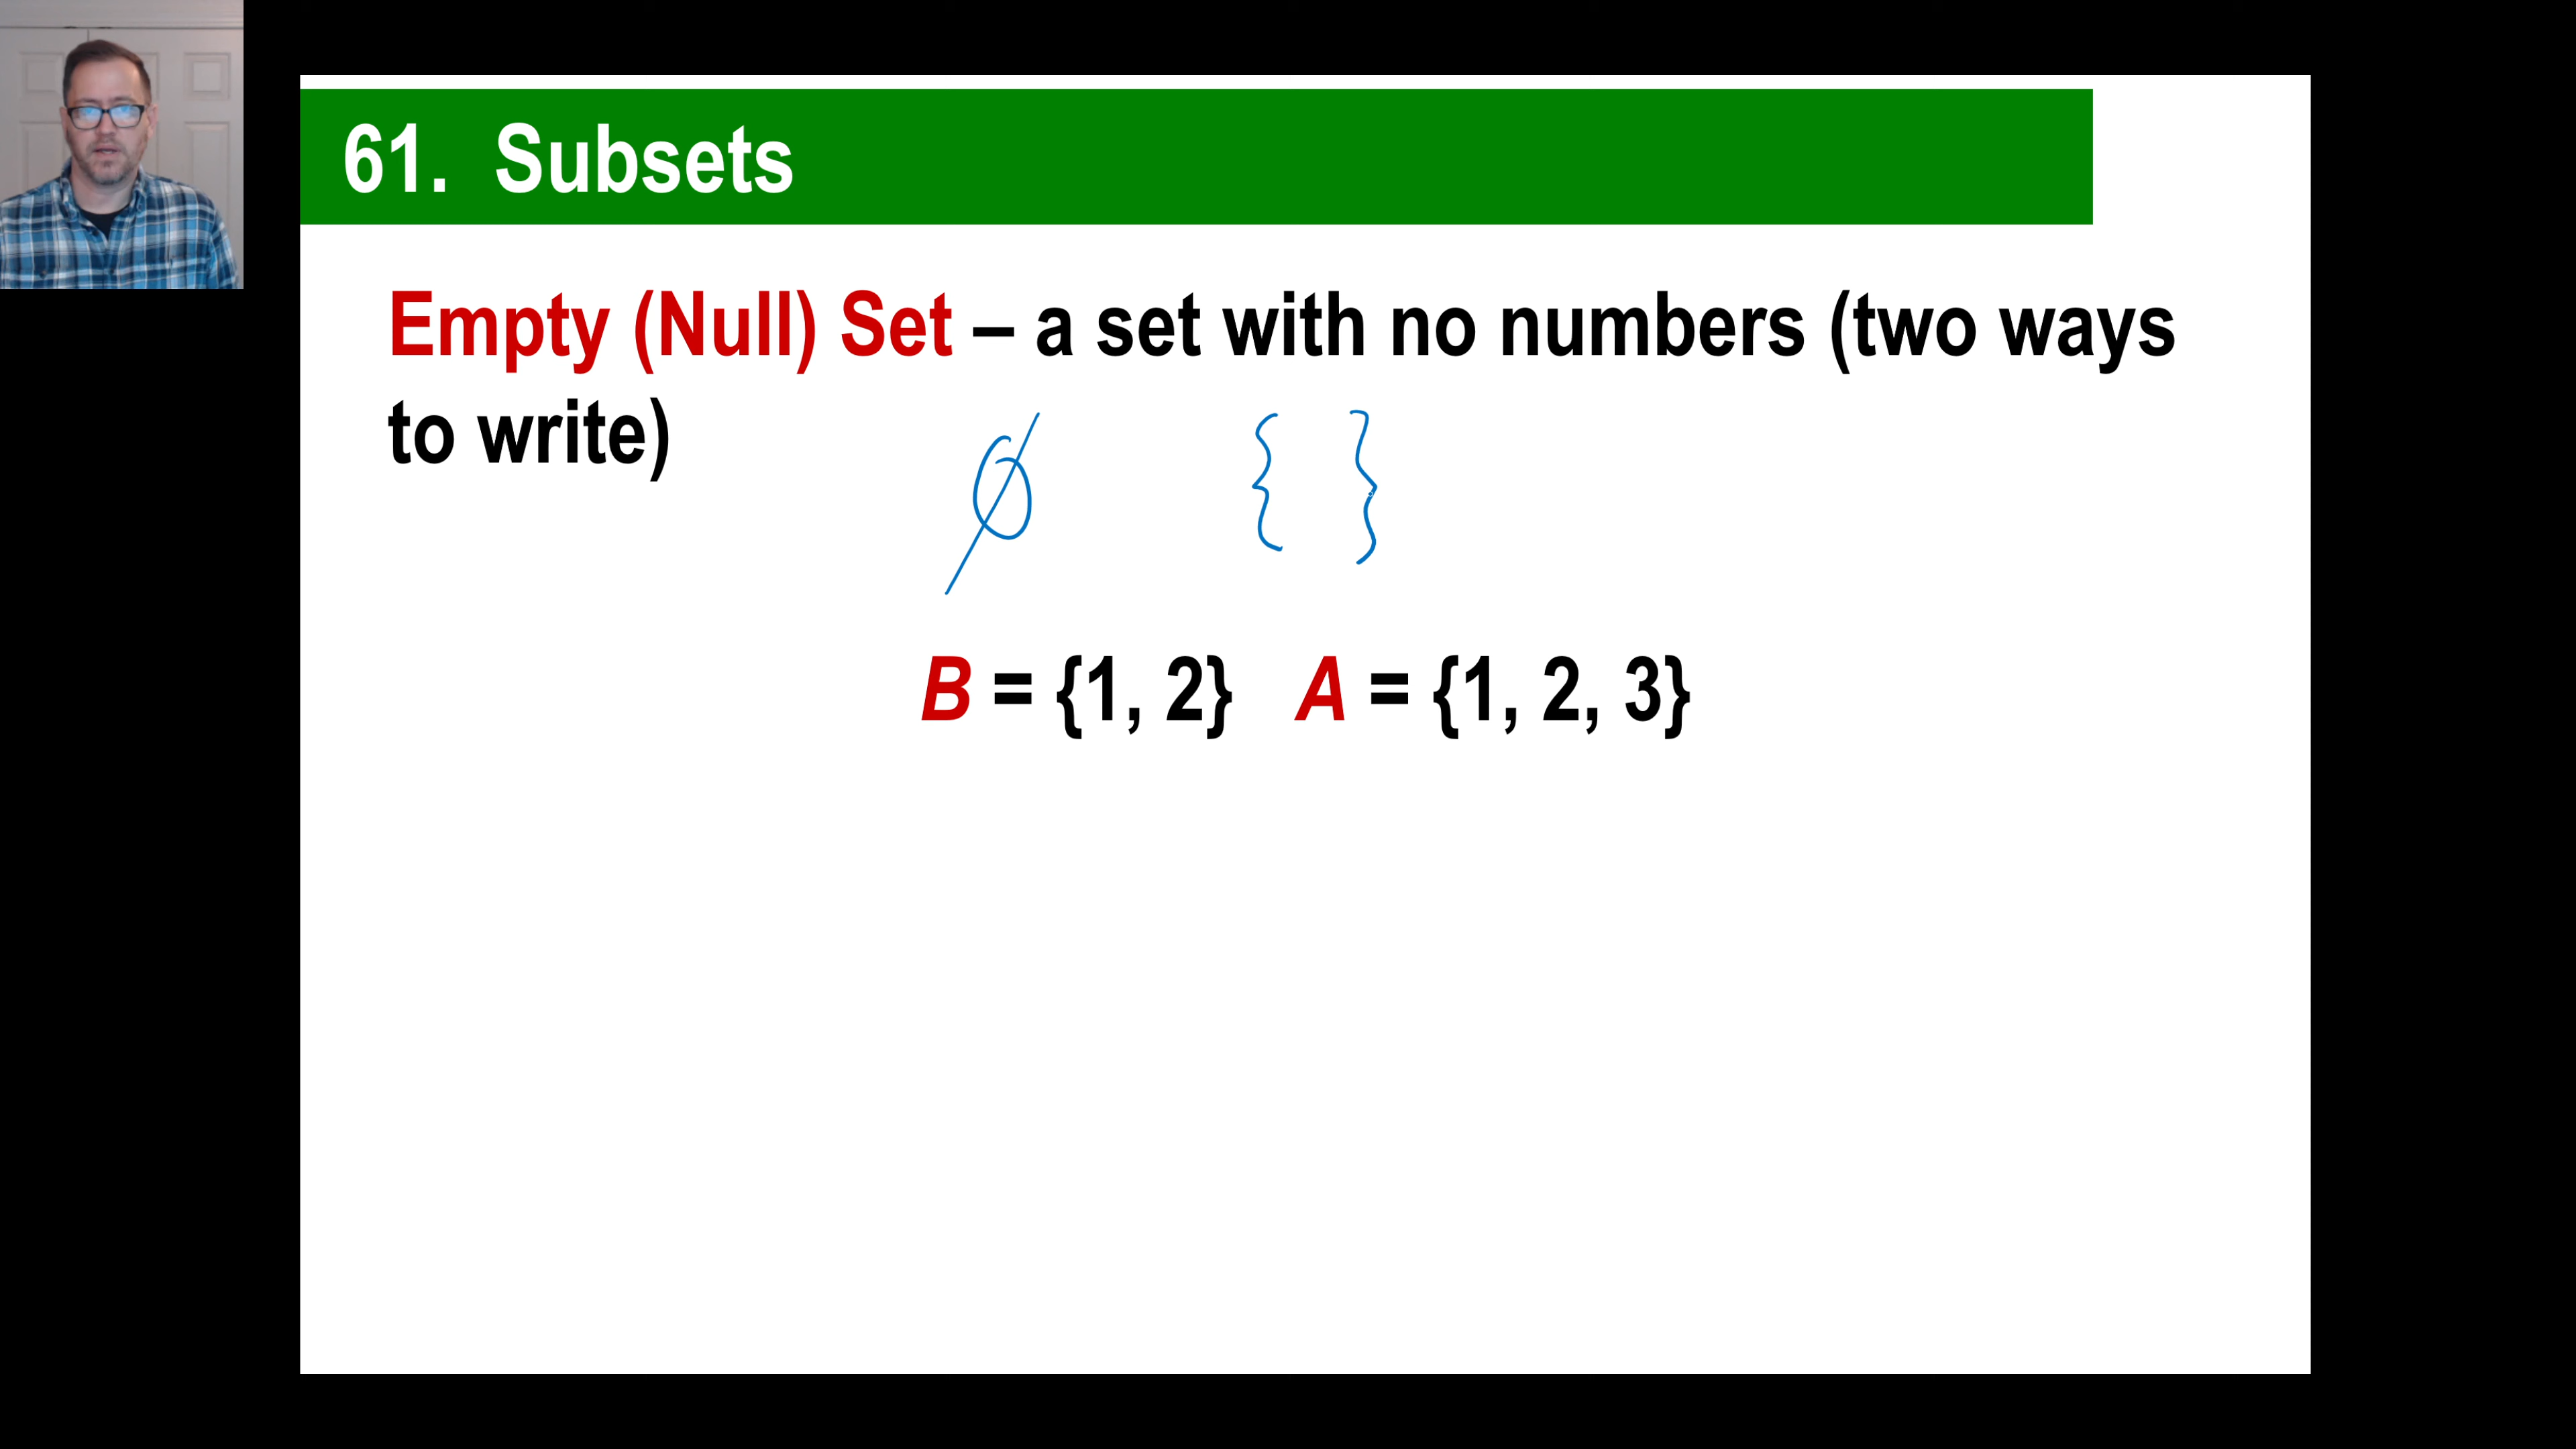 61. Subsets
Empty (Null) Set – a set with no numbers (two ways
to write)
∅ { }
B = {1, 2} A = {1, 2, 3}